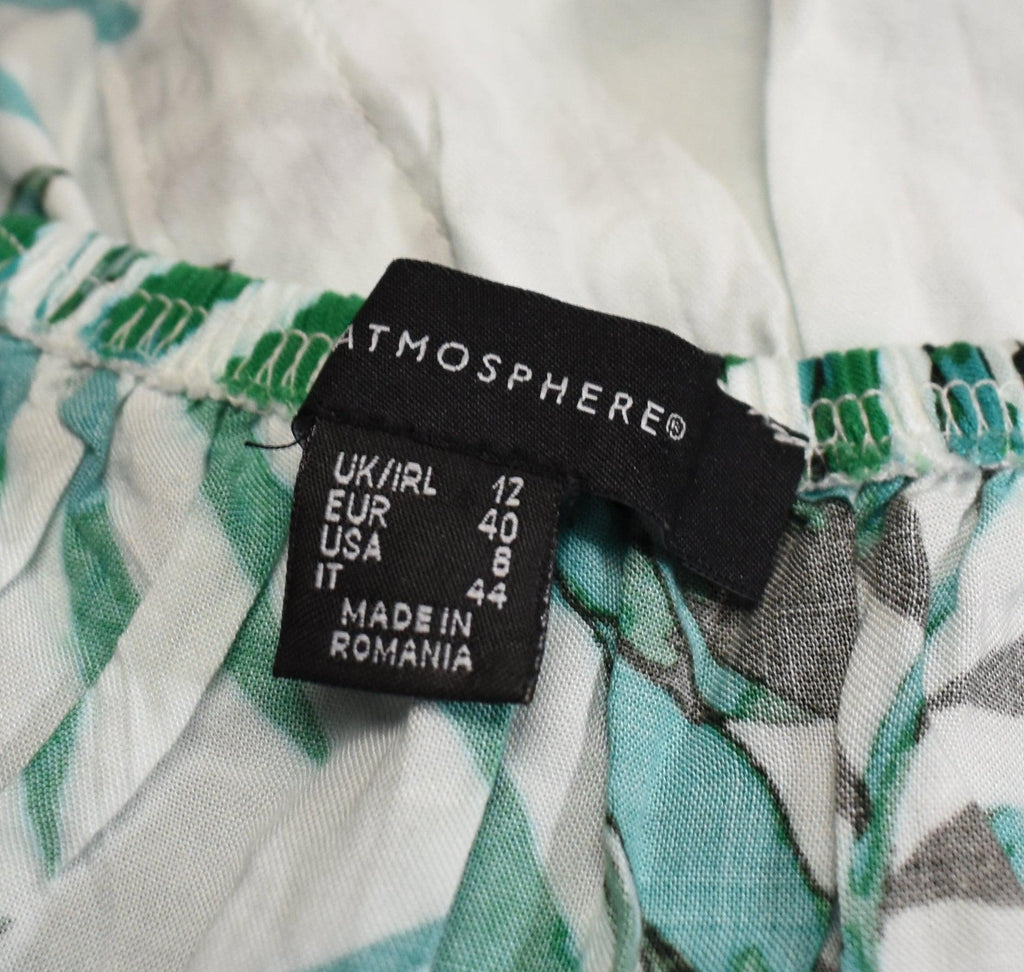 ATMOSPHERE®
UK/IRL 12
EUR 40
USA 8
IT 44
MADE IN
ROMANIA